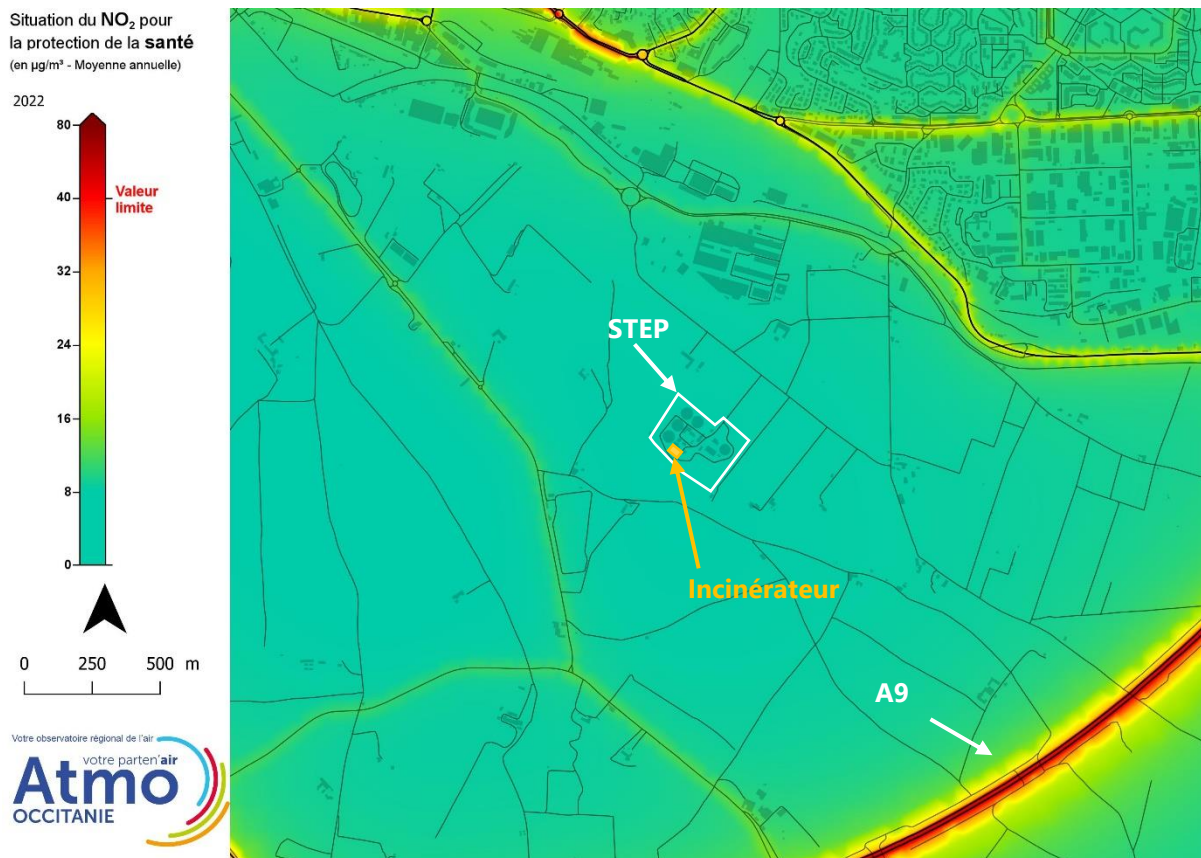 Situation du NO₂ pour
la protection de la santé
(en µg/m³ - Moyenne annuelle)
2022
80
40
Valeur
limite
32
24
16
8
0
0 250 500 m
Votre observatoire régional de l'air
votre parten'air
Atmo
OCCITANIE
STEP
Incinérateur
A9